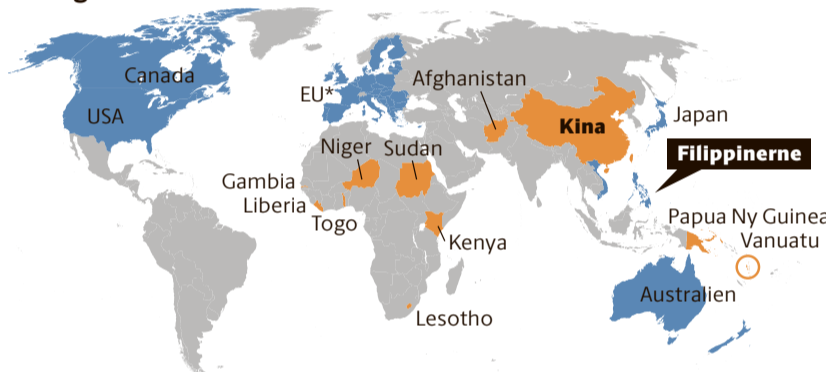 Canada
USA
EU*
Afghanistan
Kina
Japan
Filippinerne
Niger
Sudan
Gambia
Liberia
Togo
Kenya
Lesotho
Papua Ny Guinea
Vanuatu
Australien